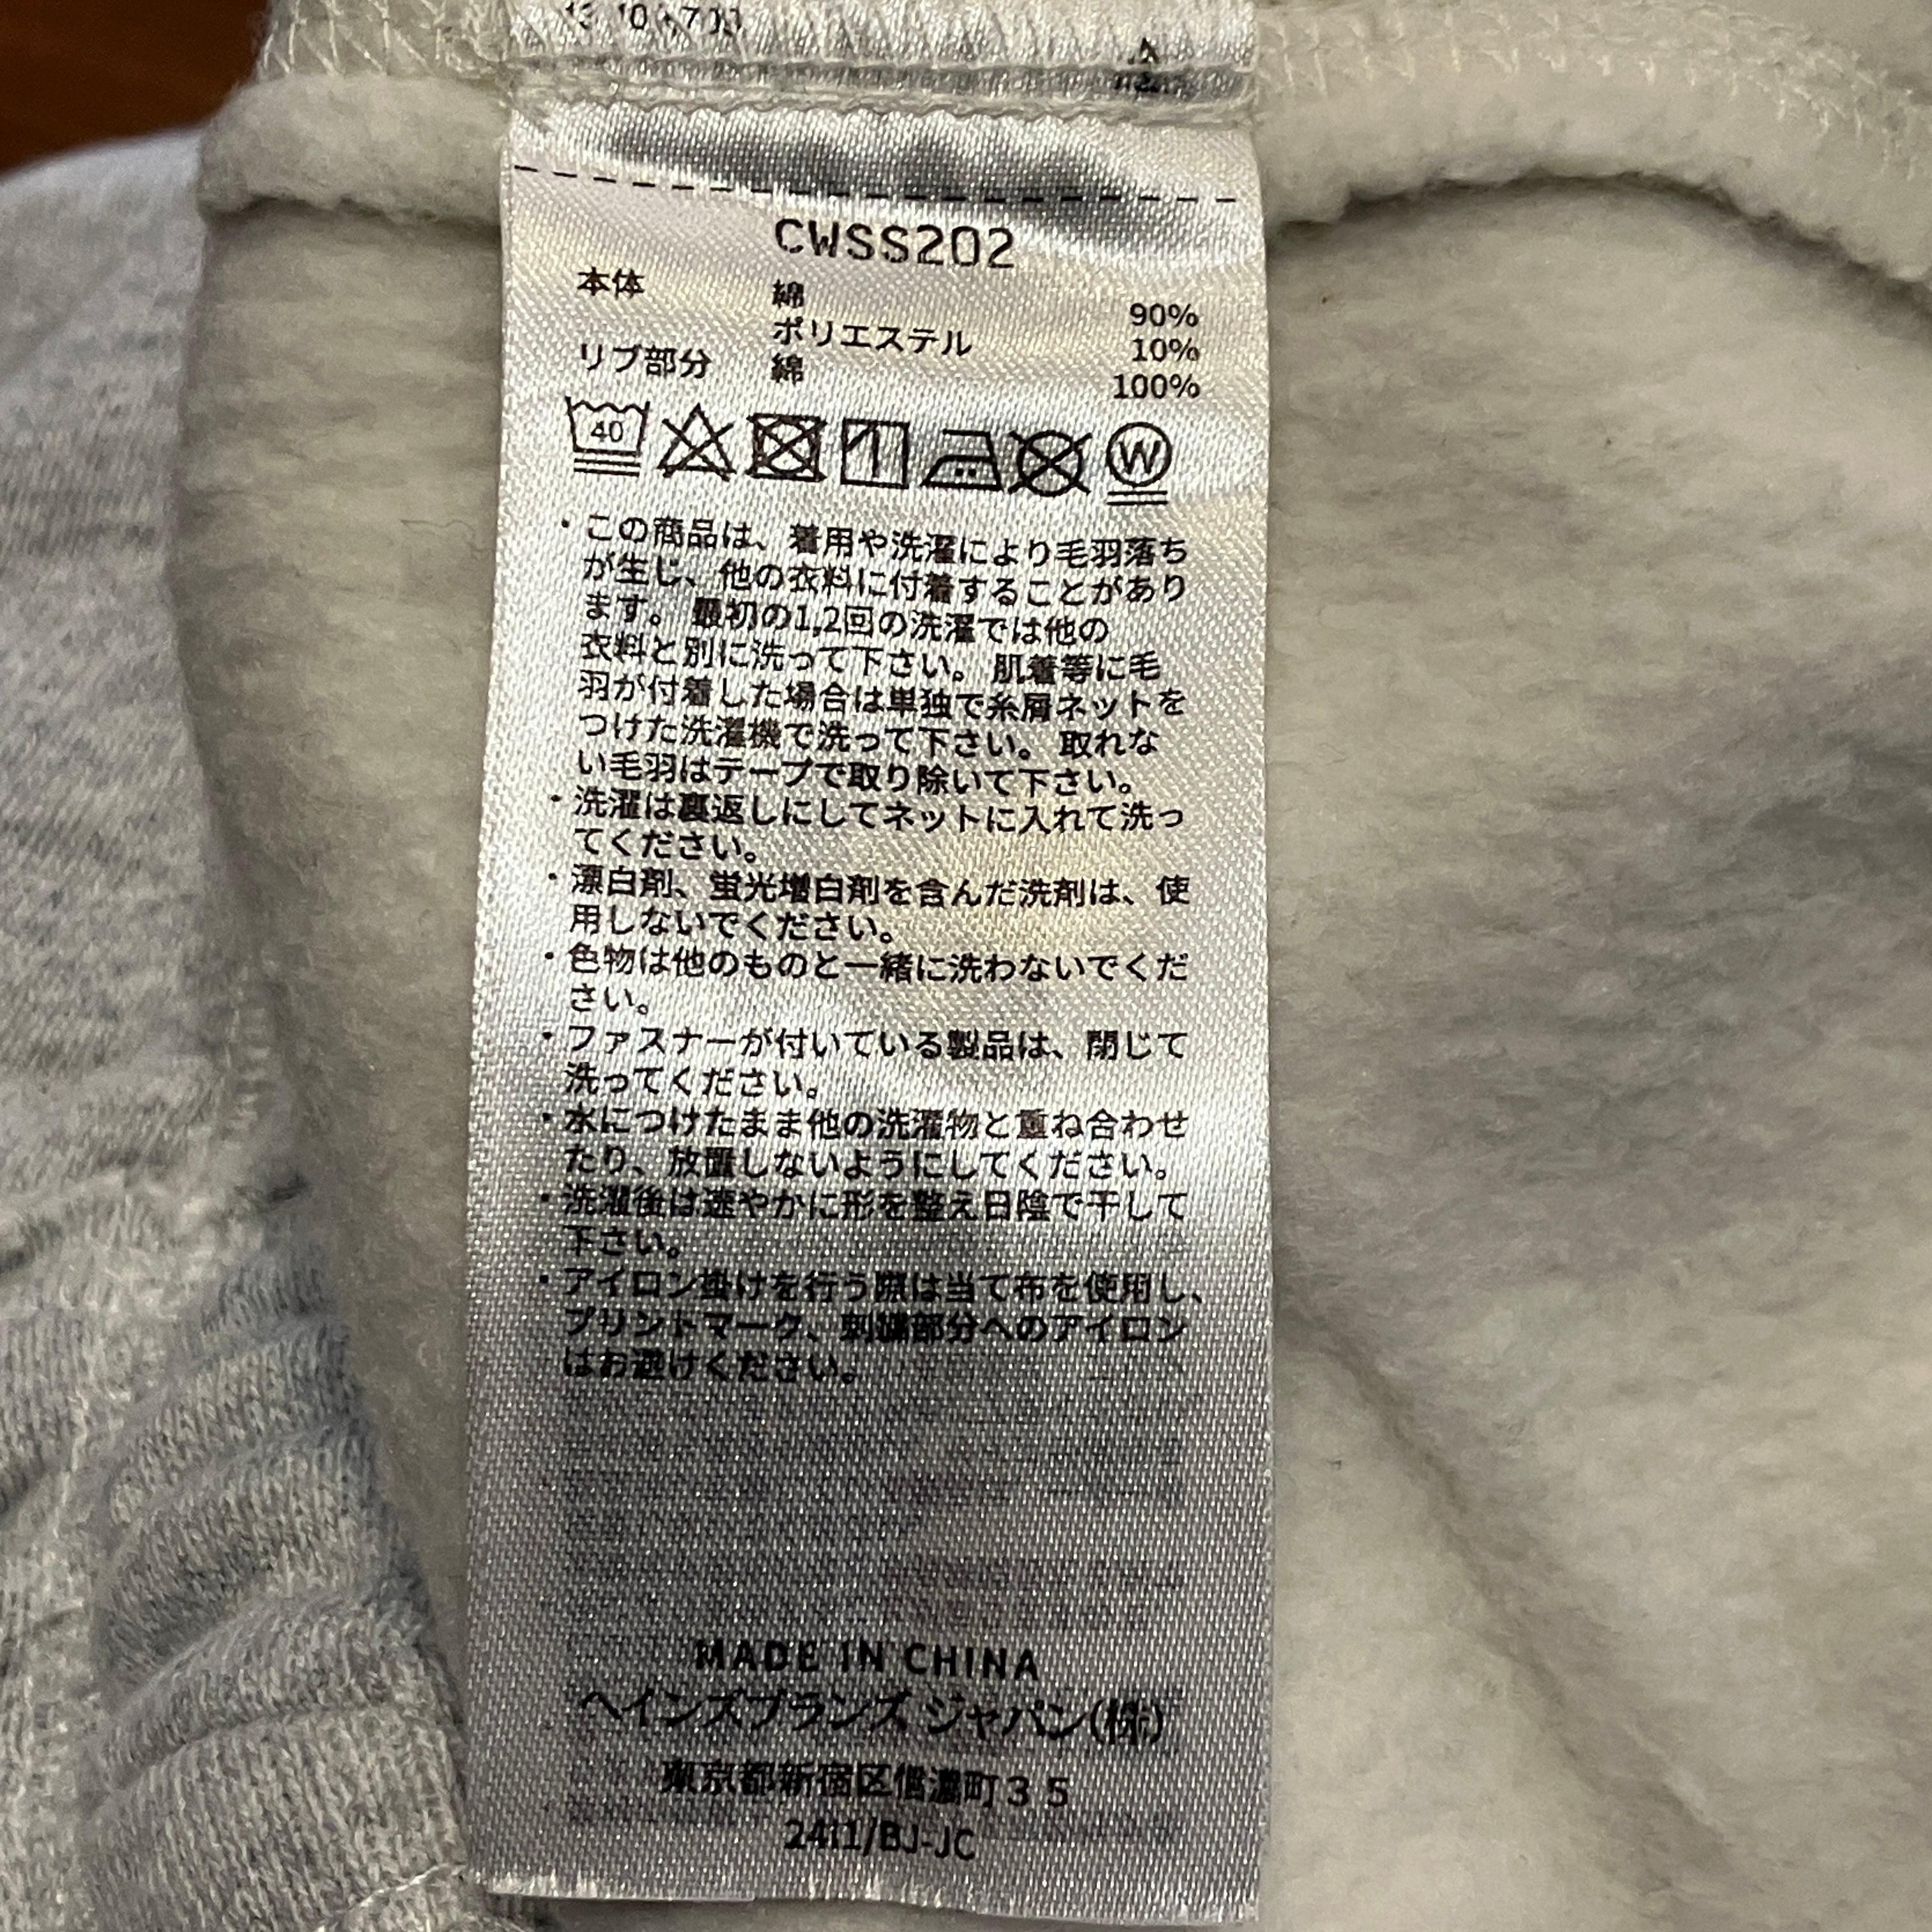 CWSS202
本体 綿 90%
ポリエステル 10%
リブ部分 綿 100%
40
W
・この商品は、着用や洗濯により毛羽落ち
が生じ、他の衣料に付着することがあり
ます。 最初の1,2回の洗濯では他の
衣料と別に洗って下さい。 肌着等に毛
羽が付着した場合は単独で糸屑ネットを
つけた洗濯機で洗って下さい。 取れな
い毛羽はテープで取り除いて下さい。
・洗濯は裏返しにしてネットに入れて洗っ
てください。
・漂白剤、蛍光増白剤を含んだ洗剤は、使
用しないでください。
・色物は他のものと一緒に洗わないでくだ
さい。
・ファスナーが付いている製品は、閉じて
洗ってください。
・水につけたまま他の洗濯物と重ね合わせ
たり、放置しないようにしてください。
・洗濯後は速やかに形を整え日陰で干して
下さい。
・アイロン掛けを行う際は当て布を使用し、
プリントマーク、刺繍部分へのアイロン
はお避けください。
MADE IN CHINA
ヘインズブランズ ジャパン(株)
東京都新宿区信濃町３５
2411/BJ-JC